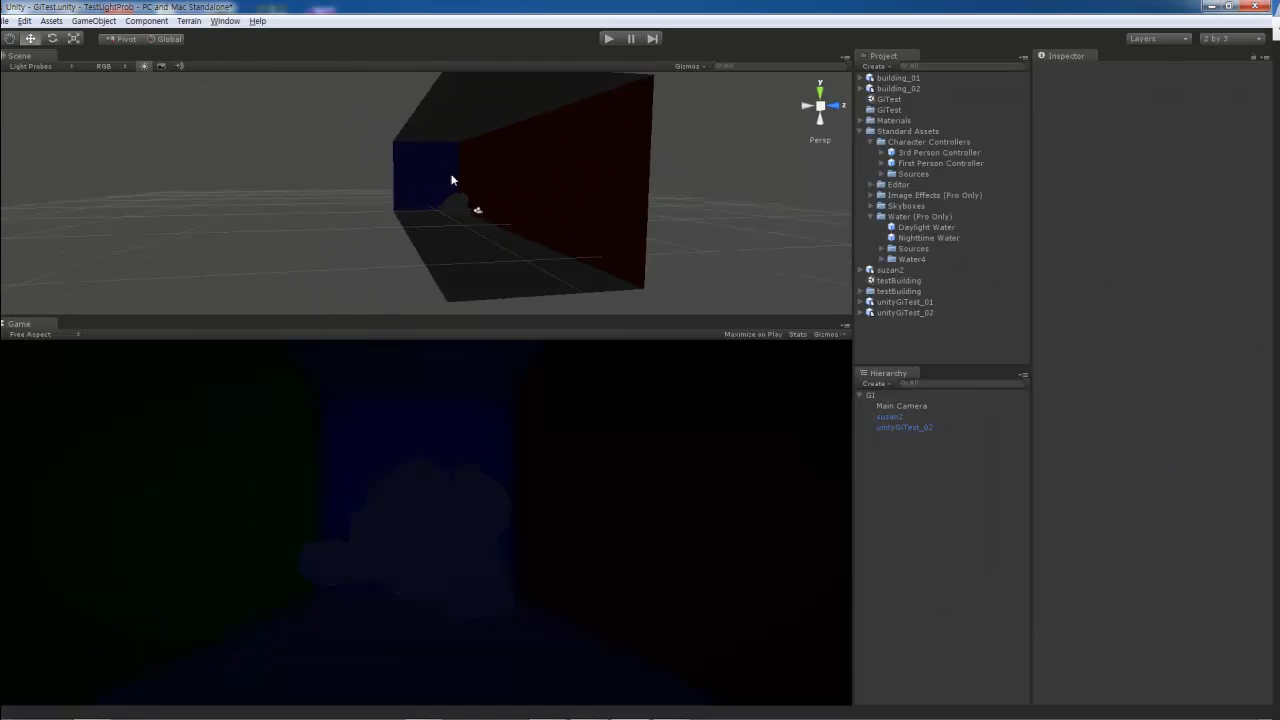 Unity - GiTest.unity - TestLightProb - PC and Mac Standalone*
ile Edit Assets GameObject Component Terrain Window Help
Pivot Global Layers 2 by 3
Scene
Light Probes RGB Gizmos All
y
z
Persp
Project
Create All
building_01
building_02
GiTest
GiTest
Materials
Standard Assets
Character Controllers
3rd Person Controller
First Person Controller
Sources
Editor
Image Effects (Pro Only)
Skyboxes
Water (Pro Only)
Daylight Water
Nighttime Water
Sources
Water4
suzan2
testBuilding
testBuilding
unityGiTest_01
unityGiTest_02
Inspector
Game
Free Aspect Maximize on Play Stats Gizmos
Hierarchy
Create All
GI
Main Camera
suzan2
unityGiTest_02